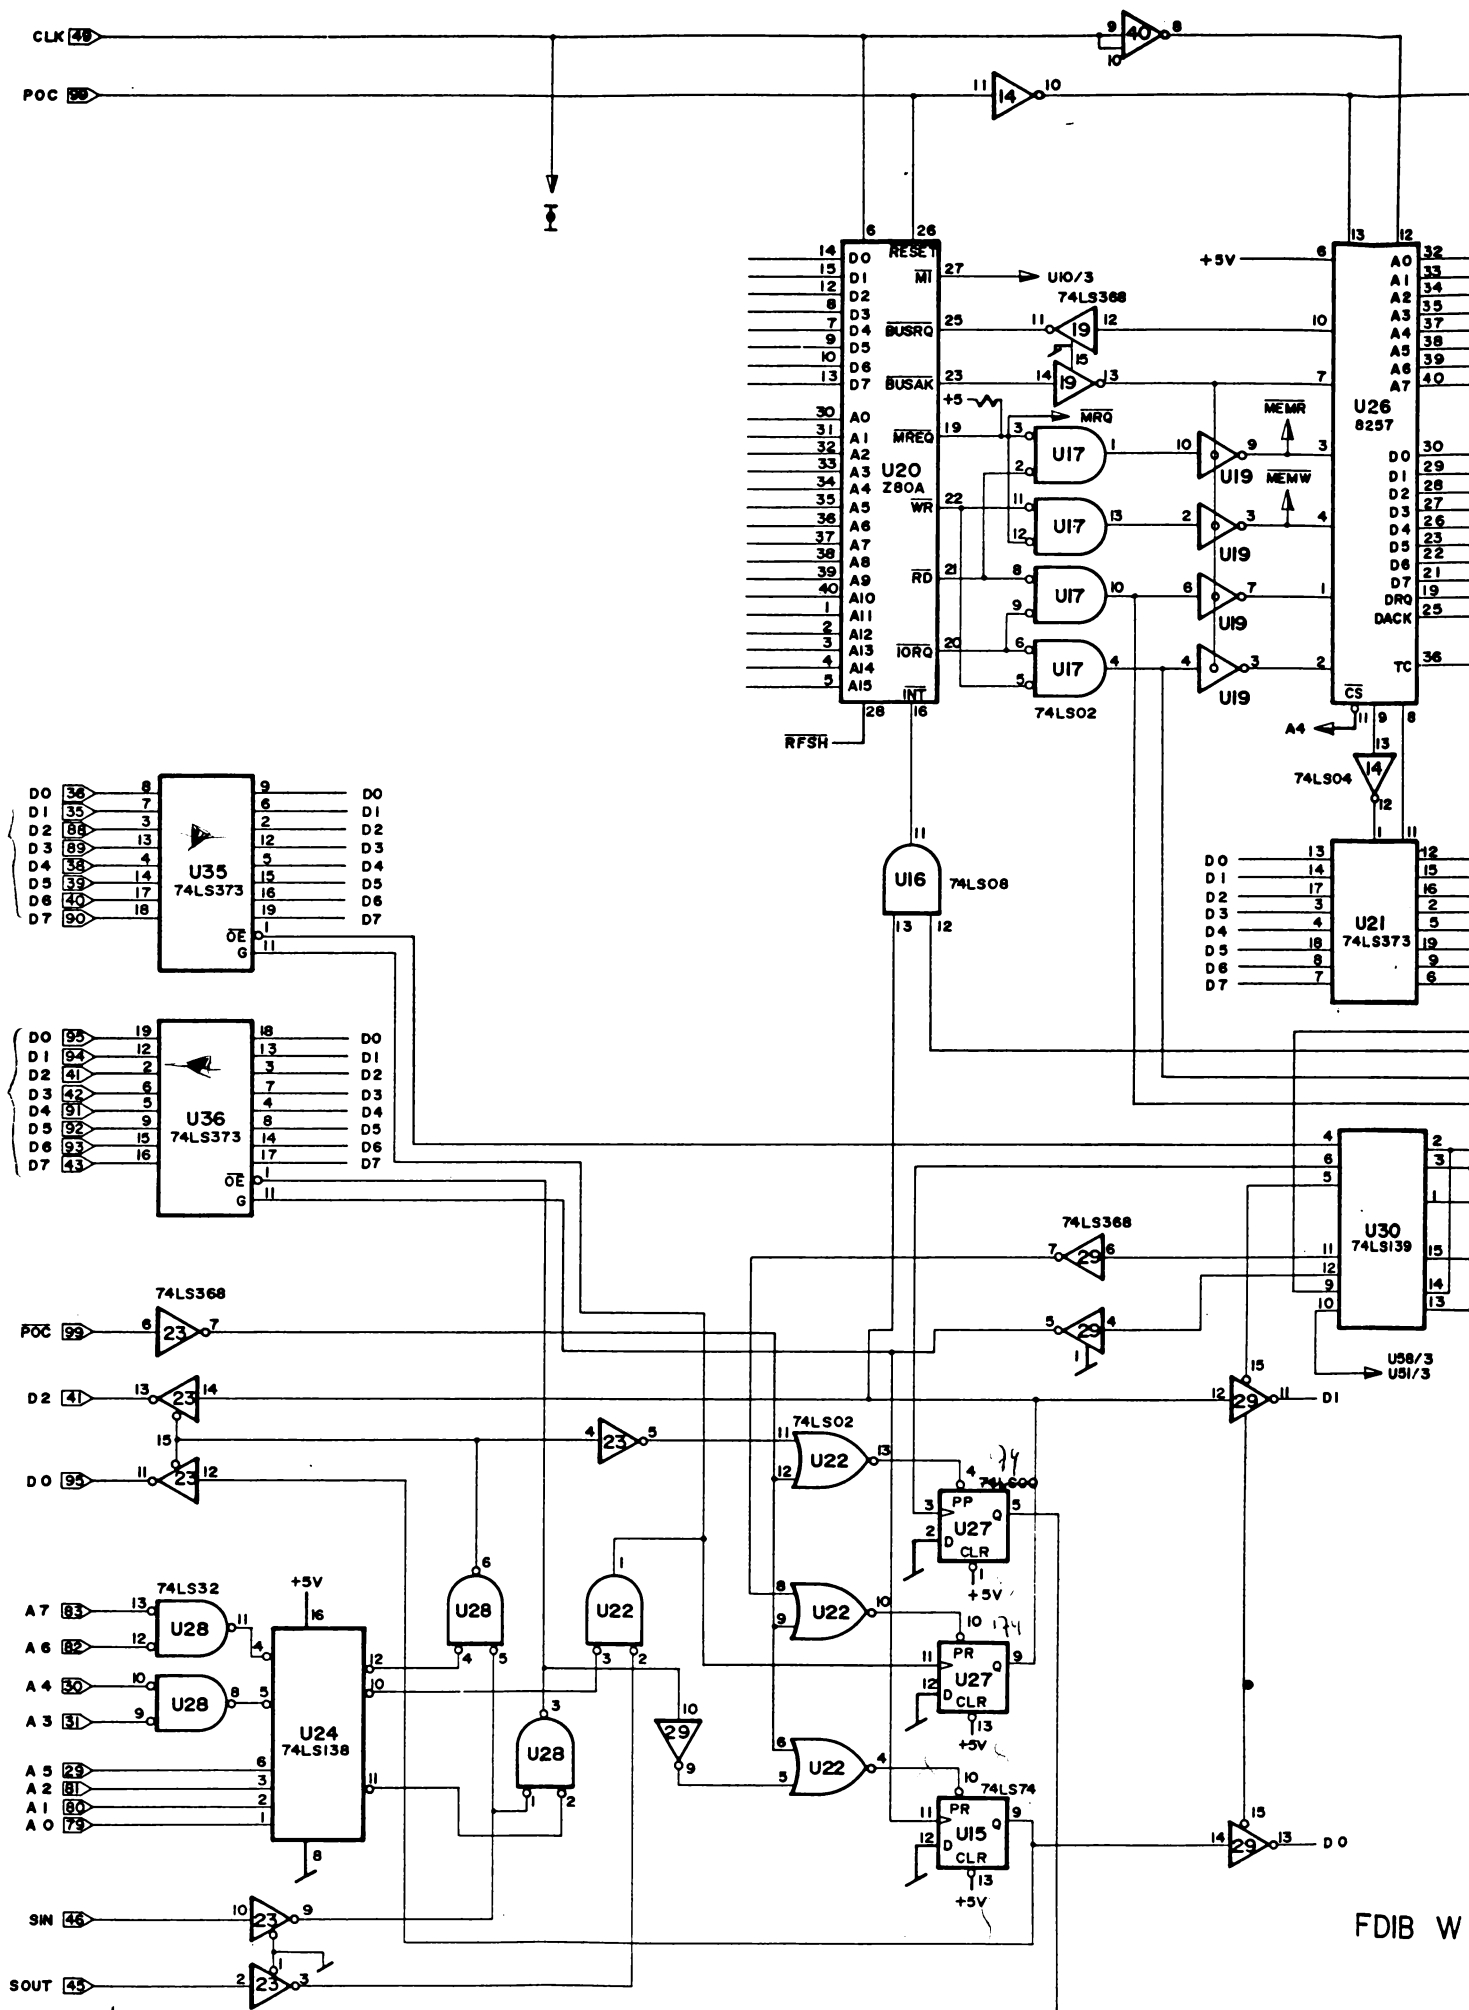 CLK 49
9 10 40 8
POC 99
11 14 10
Φ
6 26 13 12
14 D0 RESET
15 D1 MI 27 U10/3
12 D2
8 D3
7 D4 BUSRQ 25 11 19 12 10
74LS368
9 D5
10 D6
13 D7 BUSAK 23 14 19 15 13 7
+5V 6
+5 MRQ
30 A0
31 A1 MREQ 19 3 2 U17 1 10 9 U19 MEMR 3
32 A2
33 A3
34 A4
U20
Z80A
35 A5 WR 22 11 12 U17 13 2 3 U19 MEMW 4
36 A6
37 A7
38 A8
39 A9 RD 21 8 9 U17 10 6 7 U19 1
40 A10
1 A11
2 A12
3 A13 IORQ 20 6 5 U17 4 4 3 U19 2
4 A14
5 A15 INT
74LS02
28 16
RFSH
A0 32
A1 33
A2 34
A3 35
A4 37
A5 38
A6 39
A7 40
U26
8257
D0 30
D1 29
D2 28
D3 27
D4 26
D5 23
D6 22
D7 21
DRQ 19
DACK 25
TC 36
CS
A4 11 9 8
13
74LS04 14
12
1 11
D0 36 8 9 D0
D1 35 7 6 D1
D2 88 3 2 D2
D3 89 13 12 D3
D4 38 4 5 D4
D5 39 14 15 D5
D6 40 17 16 D6
D7 90 18 19 D7
U35
74LS373
OE 1
G 11
11
U16 74LS08
13 12
D0 13 12
D1 14 15
D2 17 16
D3 3 2
D4 4 5
D5 18 19
D6 8 9
D7 7 6
U21
74LS373
D0 95 19 18 D0
D1 94 12 13 D1
D2 41 2 3 D2
D3 42 6 7 D3
D4 91 5 4 D4
D5 92 9 8 D5
D6 93 15 14 D6
D7 43 16 17 D7
U36
74LS373
OE 1
G 11
4 2
6 3
5 1
U30
74LS139
11 15
12 14
9 13
10
U58/3
U51/3
74LS368
7 29 6
5 29 4
1
74LS368
POC 99 6 23 7
D2 41 13 23 14
15
D0 95 11 23 12
4 23 5
74LS02
11 12 U22 13
15
12 29 11 D1
74
74LS00
4
3 PP Q 5
2 D U27
CLR
1
+5V
6
U28
4 5
1
U22
3 2
8 9 U22 10
10 74
11 PR Q 9
12 D U27
CLR
13
+5V
74LS32
A7 83 13
A6 82 12
U28 11 4
A4 30 10
A3 31 9
U28 8 5
+5V
16
12
10
11
U24
74LS138
A5 29 6
A2 81 3
A1 80 2
A0 79 1
8
3
U28
1 2
10
29
9
6 5 U22 4
74LS74
10
11 PR Q 9
12 D U15
CLR
13
+5V
15
14 29 13 D0
SIN 46 10 23 9
1
SOUT 45 2 23 3
FDIB W